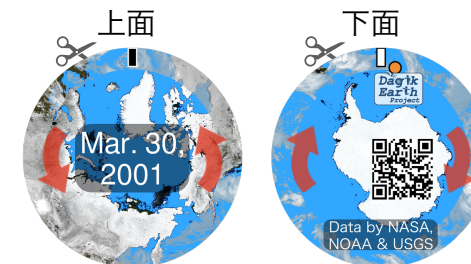 上面
下面
Mar. 30,
2001
Dagik
Earth
Project
Data by NASA,
NOAA & USGS